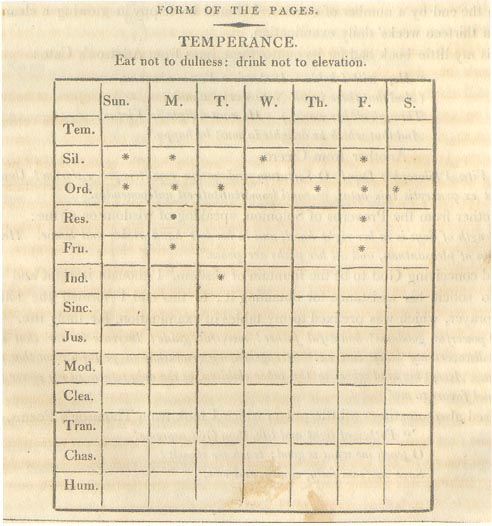 FORM OF THE PAGES.
TEMPERANCE.
Eat not to dulness: drink not to elevation.
Sun. M. T. W. Th. F. S.
Tem.
Sil. * * * *
Ord. * * * * * *
Res. * *
Fru. * *
Ind. *
Sinc.
Jus.
Mod.
Clea.
Tran.
Chas.
Hum.